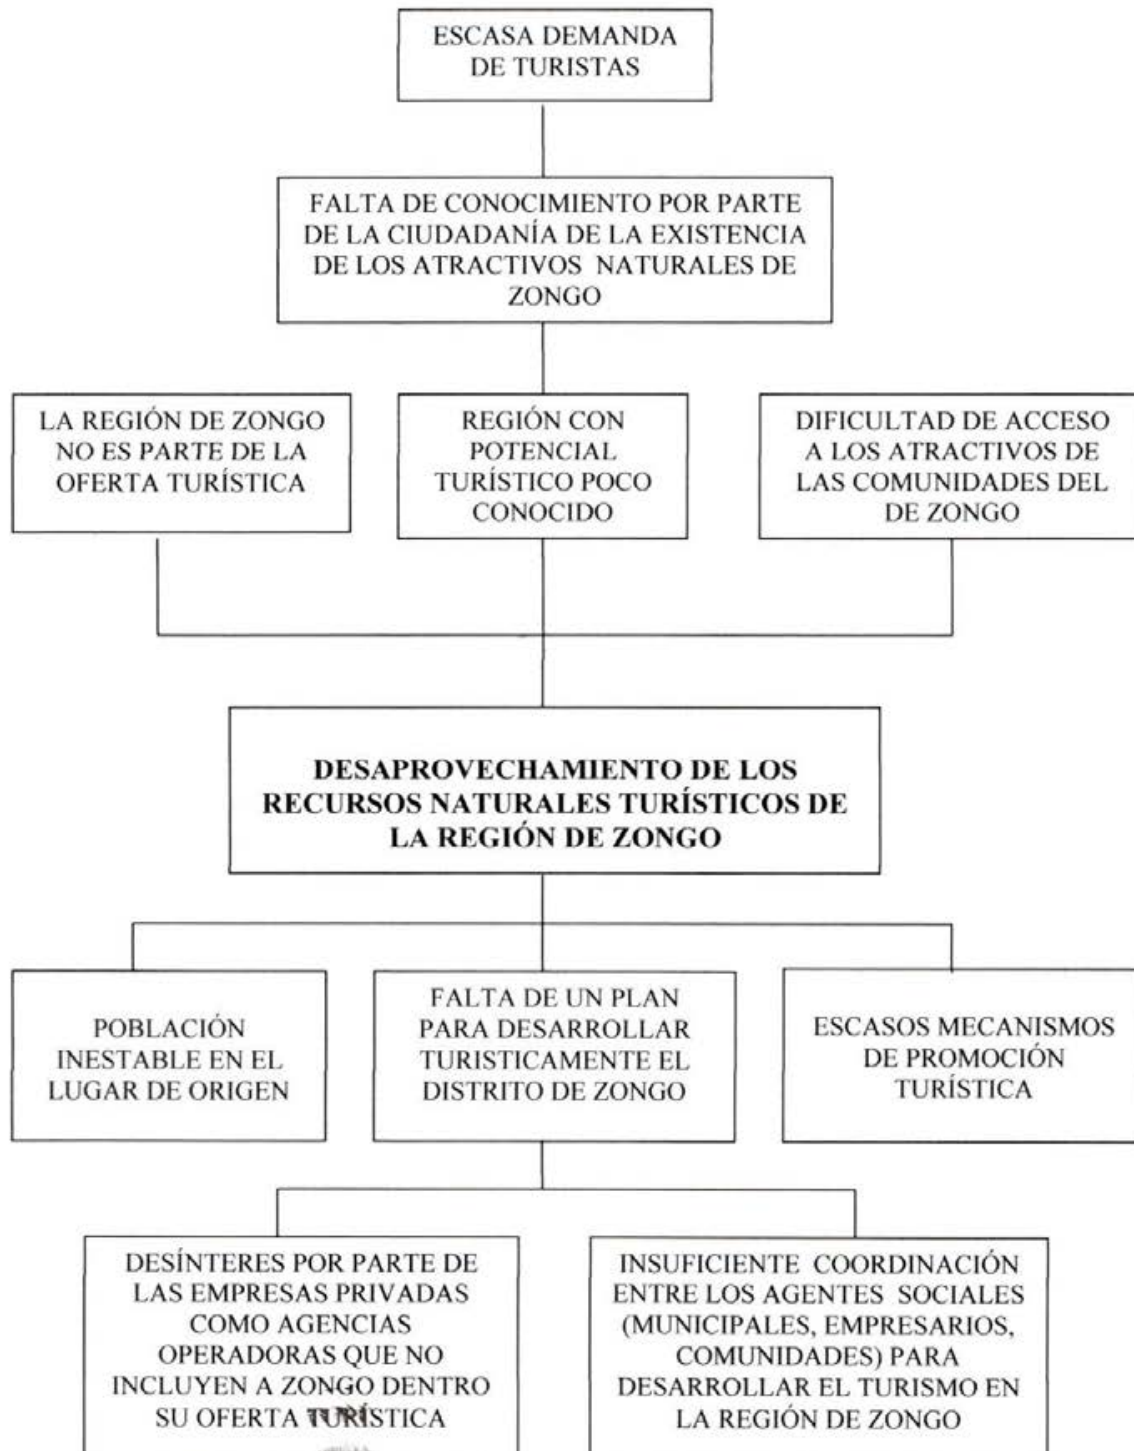 ESCASA DEMANDA
DE TURISTAS
FALTA DE CONOCIMIENTO POR PARTE
DE LA CIUDADANÍA DE LA EXISTENCIA
DE LOS ATRACTIVOS NATURALES DE
ZONGO
LA REGIÓN DE ZONGO
NO ES PARTE DE LA
OFERTA TURÍSTICA
REGIÓN CON
POTENCIAL
TURÍSTICO POCO
CONOCIDO
DIFICULTAD DE ACCESO
A LOS ATRACTIVOS DE
LAS COMUNIDADES DEL
DE ZONGO
DESAPROVECHAMIENTO DE LOS
RECURSOS NATURALES TURÍSTICOS DE
LA REGIÓN DE ZONGO
POBLACIÓN
INESTABLE EN EL
LUGAR DE ORIGEN
FALTA DE UN PLAN
PARA DESARROLLAR
TURISTICAMENTE EL
DISTRITO DE ZONGO
ESCASOS MECANISMOS
DE PROMOCIÓN
TURÍSTICA
DESÍNTERES POR PARTE DE
LAS EMPRESAS PRIVADAS
COMO AGENCIAS
OPERADORAS QUE NO
INCLUYEN A ZONGO DENTRO
SU OFERTA TURÍSTICA
INSUFICIENTE COORDINACIÓN
ENTRE LOS AGENTES SOCIALES
(MUNICIPALES, EMPRESARIOS,
COMUNIDADES) PARA
DESARROLLAR EL TURISMO EN
LA REGIÓN DE ZONGO